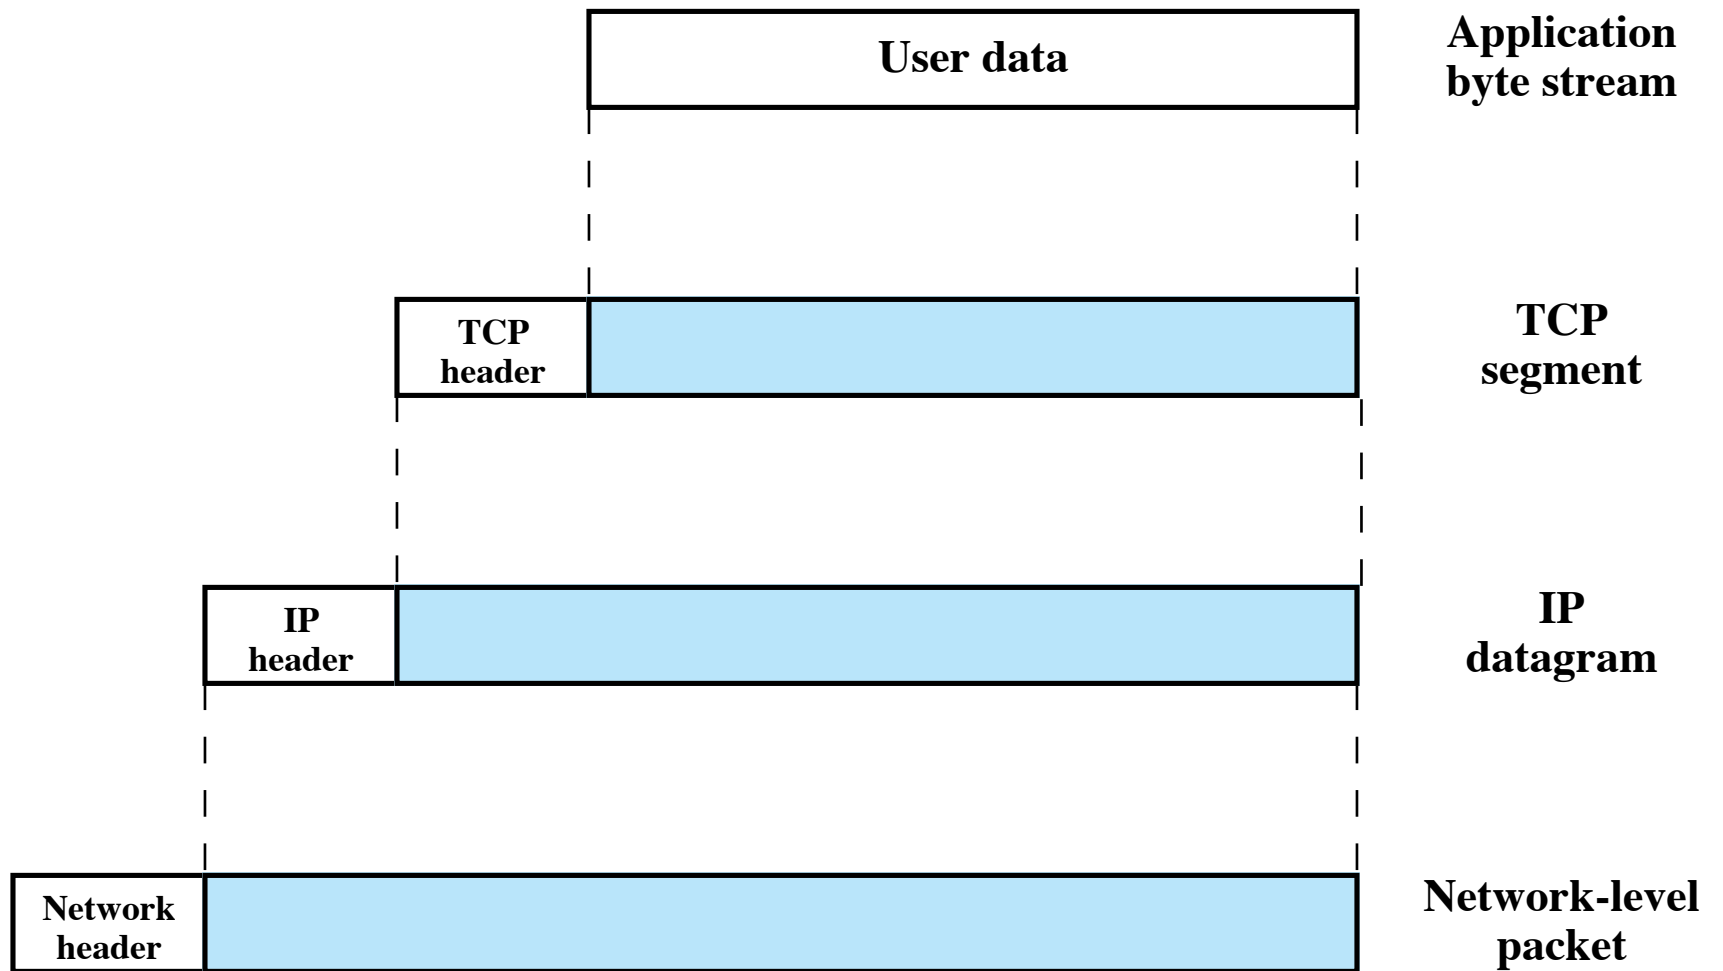 User data
Application
byte stream
TCP
header
TCP
segment
IP
header
IP
datagram
Network
header
Network-level
packet